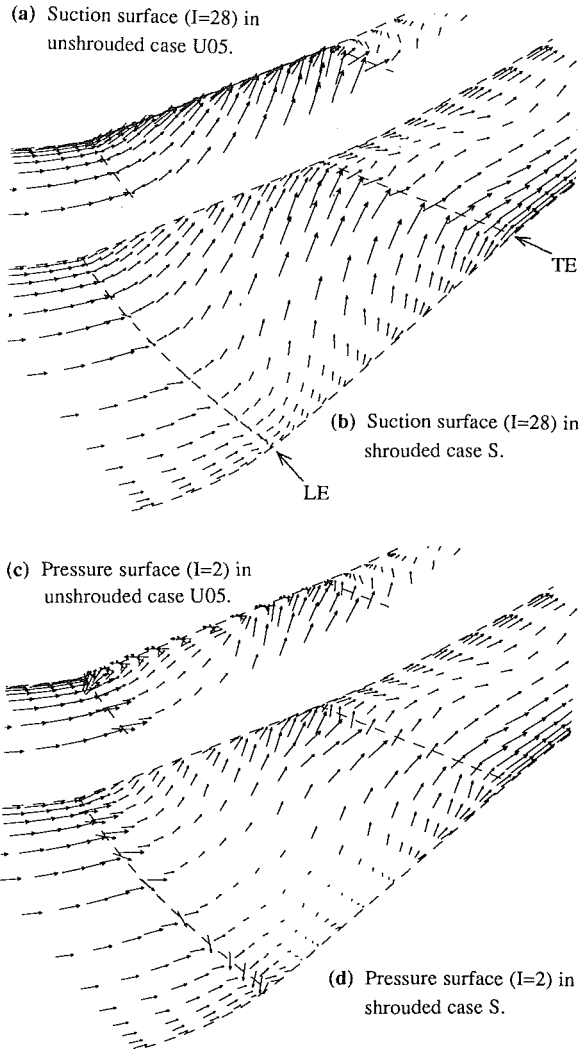 (a) Suction surface (I=28) in
unshrouded case U05.
TE
(b) Suction surface (I=28) in
shrouded case S.
LE
(c) Pressure surface (I=2) in
unshrouded case U05.
(d) Pressure surface (I=2) in
shrouded case S.